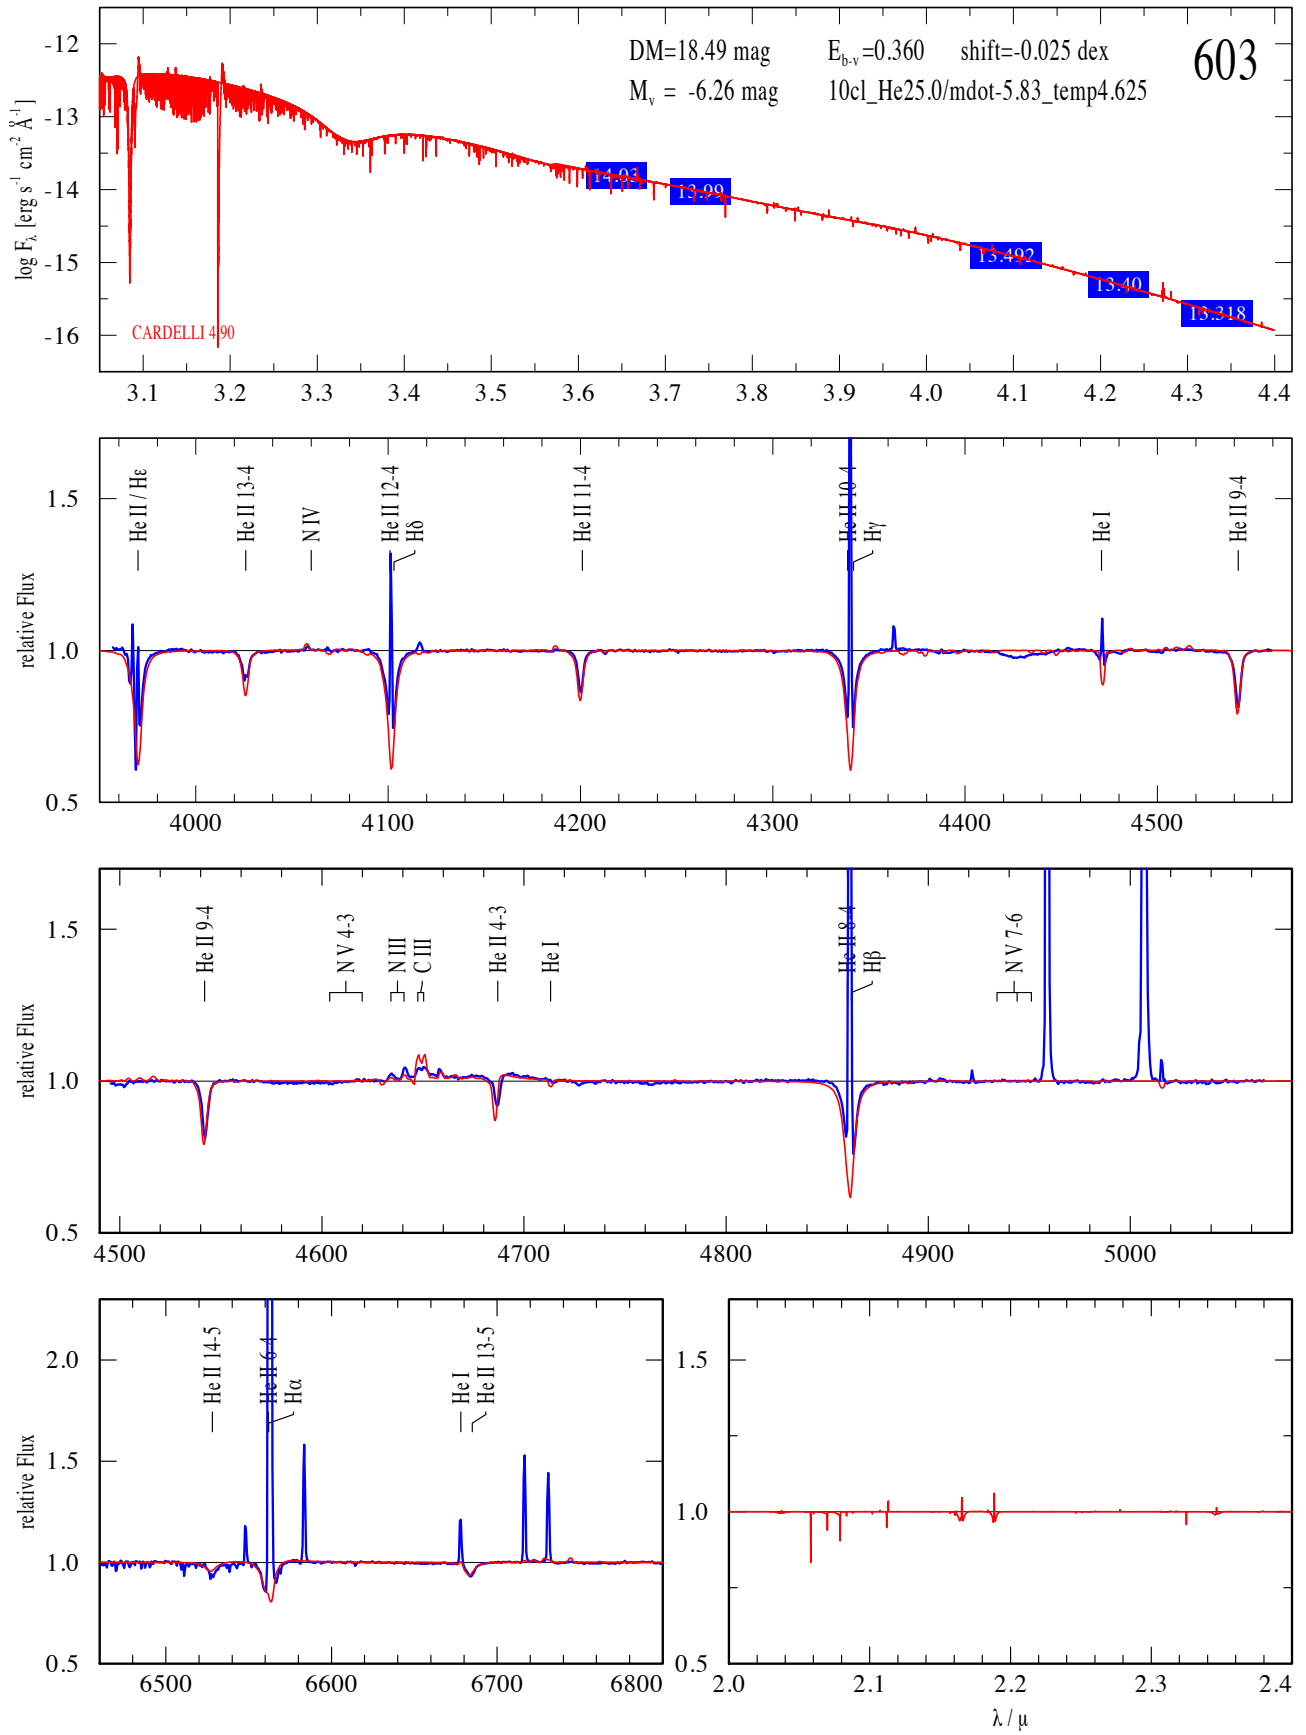 -12
-13
-14
-15
-16
log F_λ [erg s⁻¹ cm⁻² Å⁻¹]
DM=18.49 mag E_b-v=0.360 shift=-0.025 dex
603
M_v = -6.26 mag 10cl_He25.0/mdot-5.83_temp4.625
14.03
13.99
13.492
13.40
13.318
CARDELLI 4.90
3.1 3.2 3.3 3.4 3.5 3.6 3.7 3.8 3.9 4.0 4.1 4.2 4.3 4.4
1.5
1.0
0.5
relative Flux
He II / Hε
He II 13-4
N IV
He II 12-4
Hδ
He II 11-4
He II 10-4
Hγ
He I
He II 9-4
4000 4100 4200 4300 4400 4500
1.5
1.0
0.5
relative Flux
He II 9-4
N V 4-3
N III
C III
He II 4-3
He I
He II 8-4
Hβ
N V 7-6
4500 4600 4700 4800 4900 5000
2.0
1.5
1.0
0.5
relative Flux
He II 14-5
He II 6-4
Hα
He I
He II 13-5
6500 6600 6700 6800
1.5
1.0
0.5
2.0 2.1 2.2 2.3 2.4
λ / μ